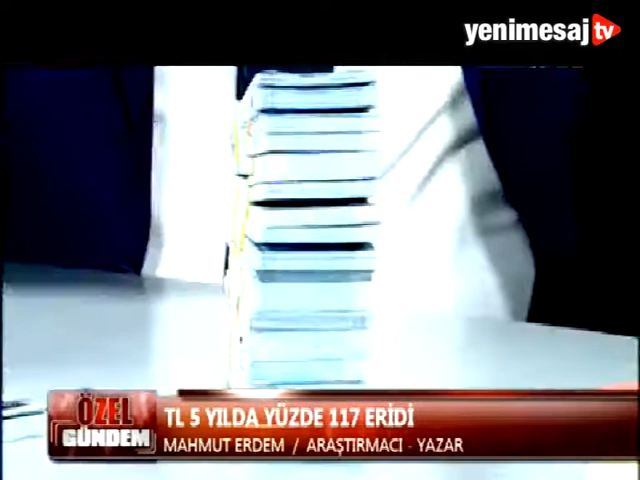 yenimesaj tv
ÖZEL
GÜNDEM
TL 5 YILDA YÜZDE 117 ERİDİ
MAHMUT ERDEM / ARAŞTIRMACI - YAZAR